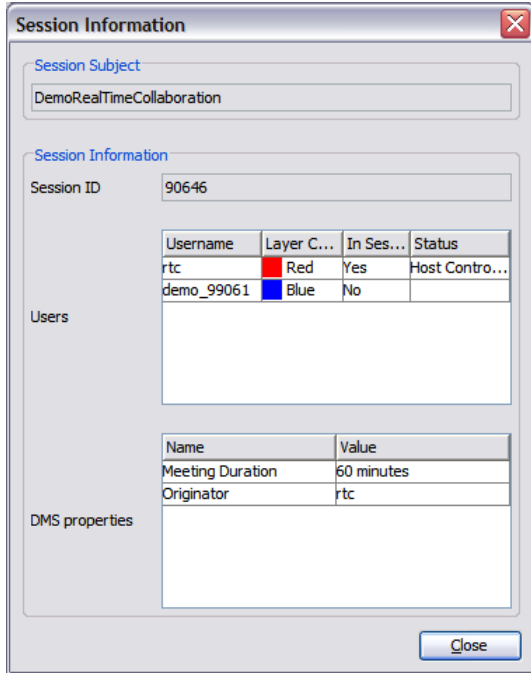 Session Information
Session Subject
DemoRealTimeCollaboration
Session Information
Session ID 90646
Username Layer C... In Ses... Status
rtc Red Yes Host Contro...
demo_99061 Blue No
Users
Name Value
Meeting Duration 60 minutes
Originator rtc
DMS properties
Close